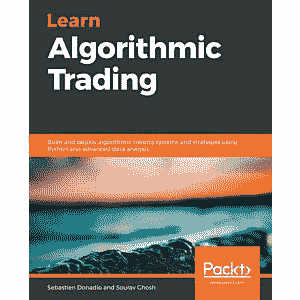 Learn
Algorithmic
Trading
Build and deploy algorithmic trading systems and strategies using
Python and advanced data analysis
Packt>
Sebastien Donadio and Sourav Ghosh